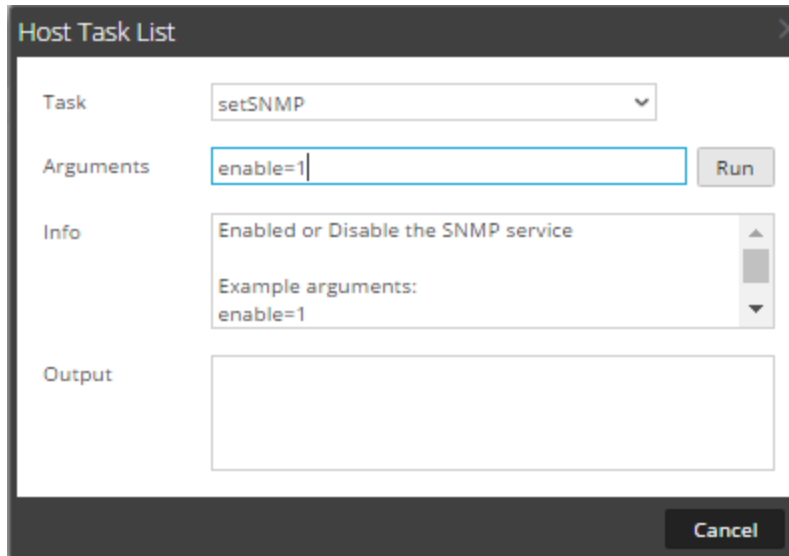 Host Task List
Task
setSNMP
Arguments
enable=1
Run
Info
Enabled or Disable the SNMP service
Example arguments:
enable=1
Output
Cancel